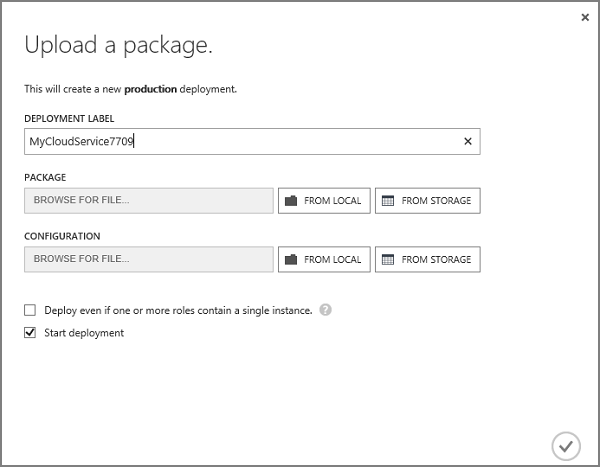 Upload a package.
This will create a new production deployment.
DEPLOYMENT LABEL
MyCloudService7709
PACKAGE
BROWSE FOR FILE... FROM LOCAL FROM STORAGE
CONFIGURATION
BROWSE FOR FILE... FROM LOCAL FROM STORAGE
Deploy even if one or more roles contain a single instance. ?
Start deployment